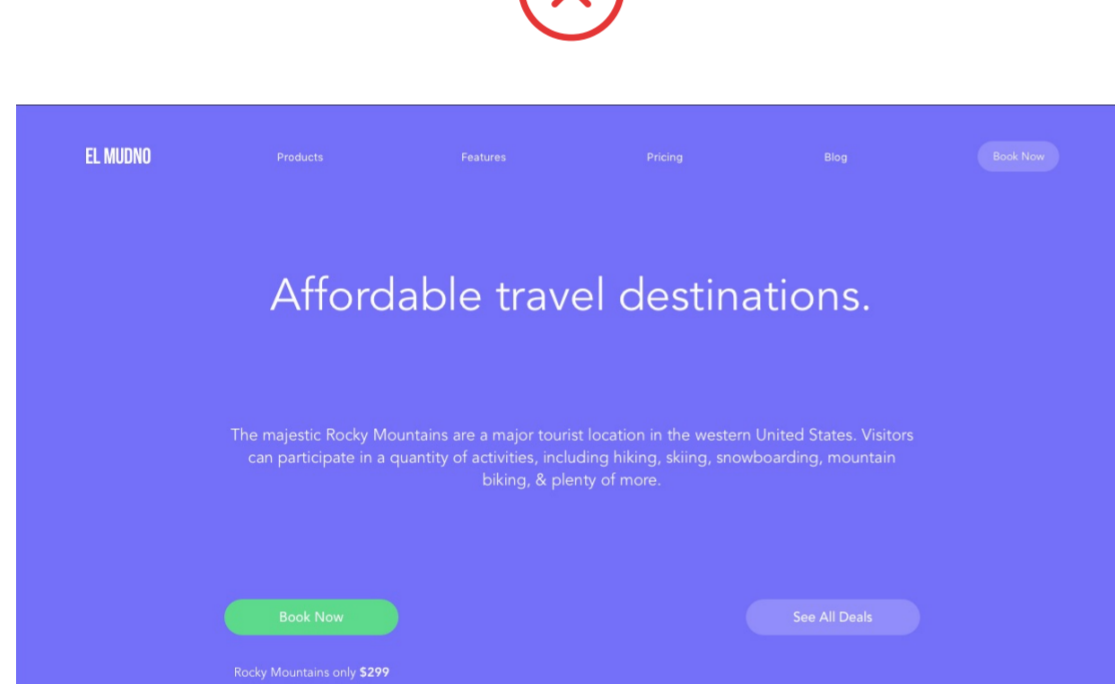 EL MUDNO Products Features Pricing Blog Book Now
Affordable travel destinations.
The majestic Rocky Mountains are a major tourist location in the western United States. Visitors
can participate in a quantity of activities, including hiking, skiing, snowboarding, mountain
biking, & plenty of more.
Book Now See All Deals
Rocky Mountains only $299